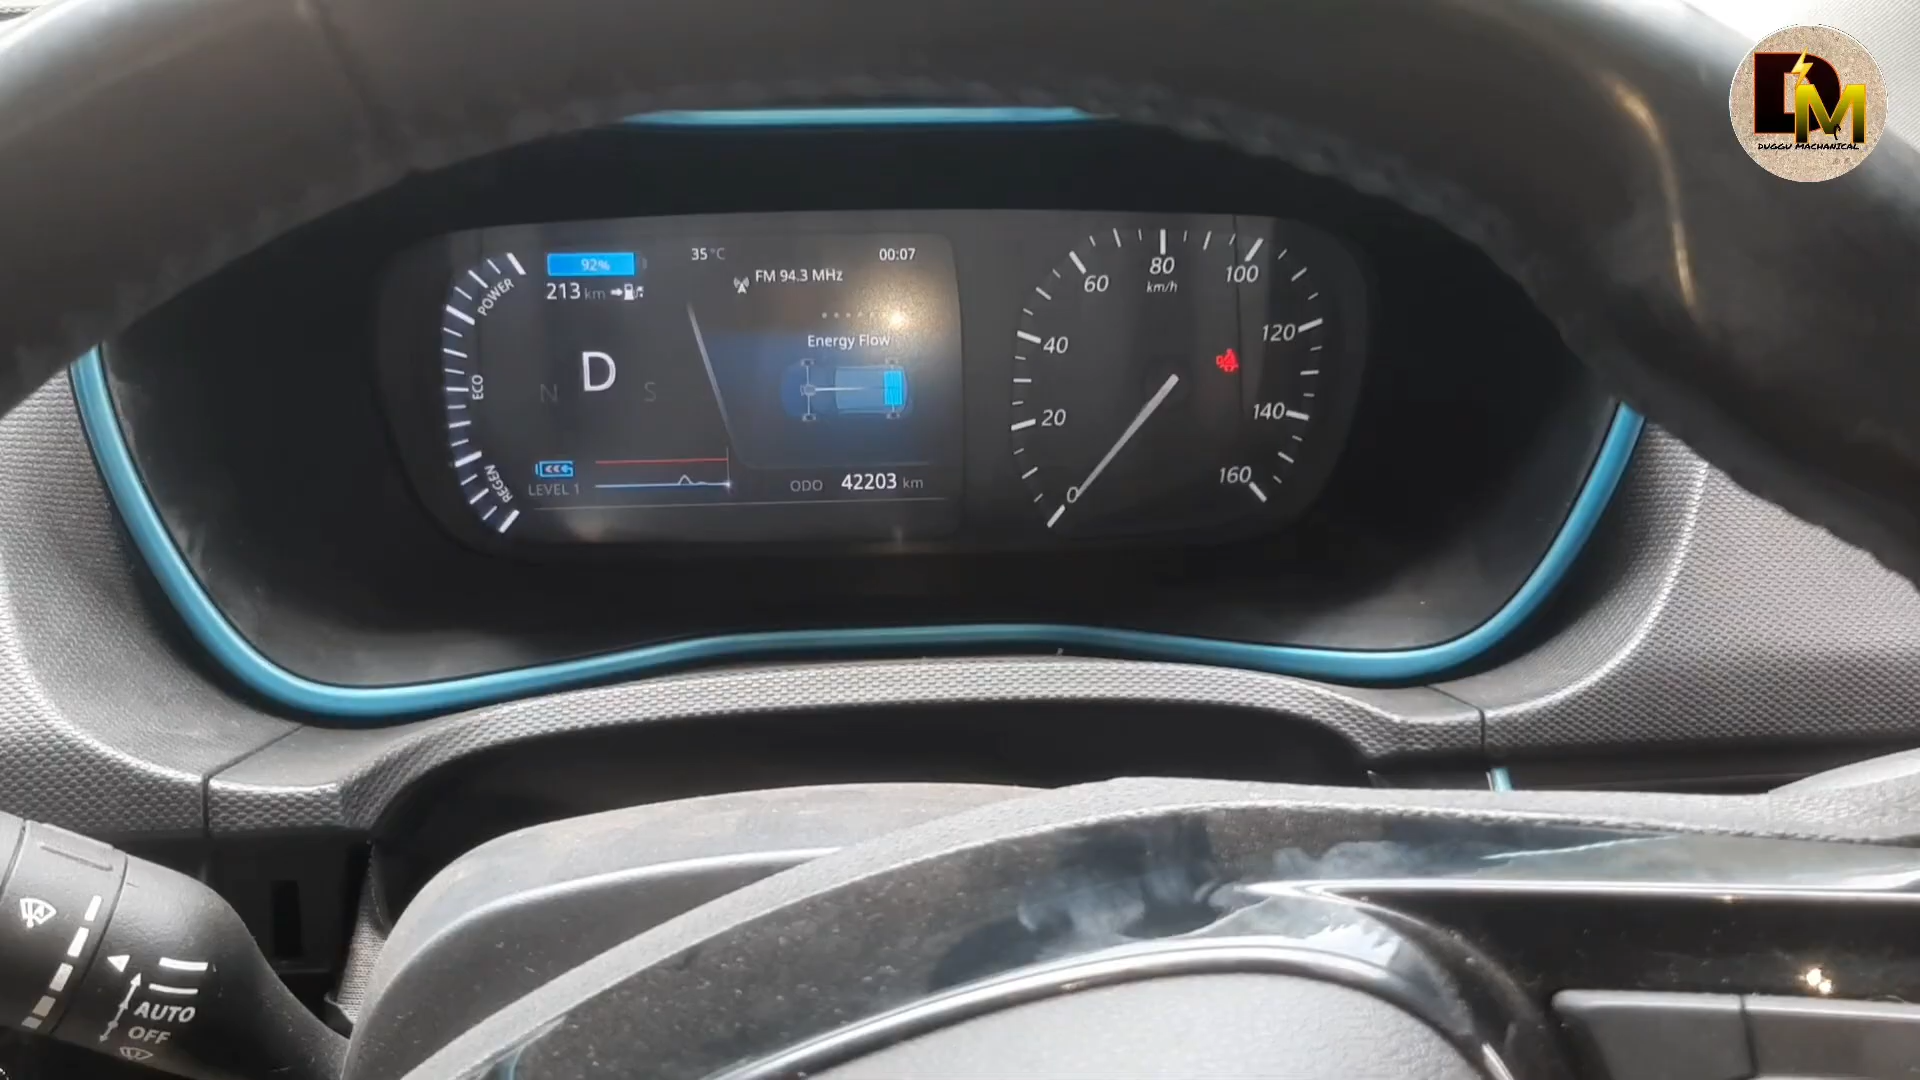 DM
DUGGU MACHANICAL
92%
35°C
00:07
213 km
FM 94.3 MHz
POWER
ECO
REGEN
Energy Flow
N D S
LEVEL 1
ODO 42203 km
0
20
40
60
80
km/h
100
120
140
160
AUTO
OFF